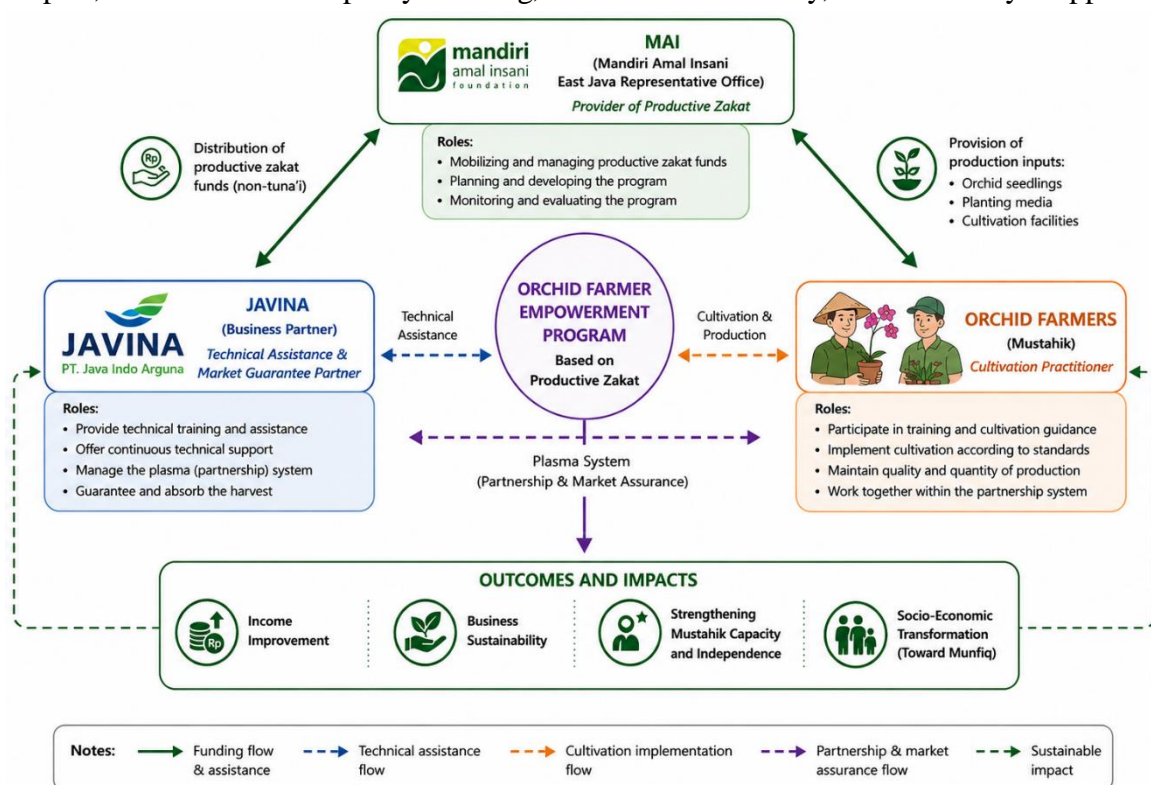 mandiri
amal insani
foundation
MAI
(Mandiri Amal Insani
East Java Representative Office)
Provider of Productive Zakat
Roles:
• Mobilizing and managing productive zakat funds
• Planning and developing the program
• Monitoring and evaluating the program
Rp
Distribution of
productive zakat
funds (non-tuna'i)
Provision of
production inputs:
• Orchid seedlings
• Planting media
• Cultivation facilities
JAVINA
PT. Java Indo Arguna
JAVINA
(Business Partner)
Technical Assistance &
Market Guarantee Partner
Roles:
• Provide technical training and assistance
• Offer continuous technical support
• Manage the plasma (partnership) system
• Guarantee and absorb the harvest
Technical
Assistance
ORCHID FARMER
EMPOWERMENT
PROGRAM
Based on
Productive Zakat
Cultivation &
Production
ORCHID FARMERS
(Mustahik)
Cultivation Practitioner
Roles:
• Participate in training and cultivation guidance
• Implement cultivation according to standards
• Maintain quality and quantity of production
• Work together within the partnership system
Plasma System
(Partnership & Market Assurance)
OUTCOMES AND IMPACTS
Rp
Income
Improvement
Business
Sustainability
Strengthening
Mustahik Capacity
and Independence
Socio-Economic
Transformation
(Toward Munfiq)
Notes:
Funding flow
& assistance
Technical assistance
flow
Cultivation implementation
flow
Partnership & market
assurance flow
Sustainable
impact